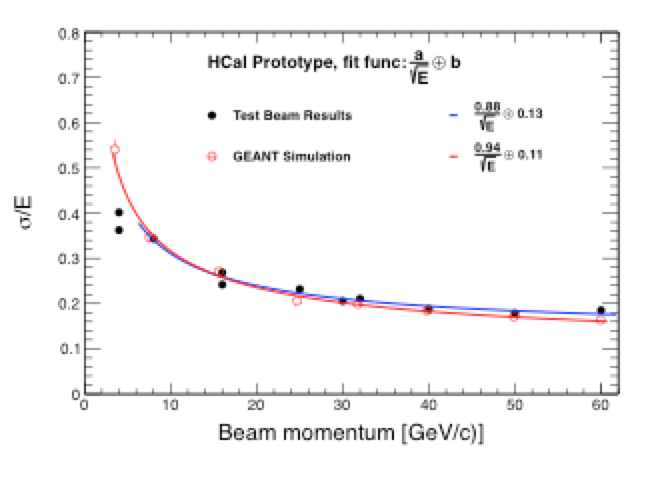 HCal Prototype, fit func: a/√E ⊕ b
Test Beam Results
0.88/√E ⊕ 0.13
GEANT Simulation
0.94/√E ⊕ 0.11
σ/E
0.8
0.7
0.6
0.5
0.4
0.3
0.2
0.1
0
0 10 20 30 40 50 60
Beam momentum [GeV/c)]